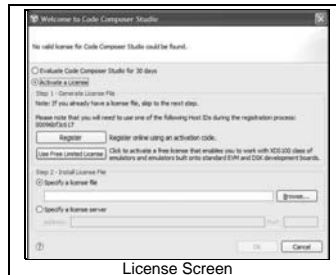 Welcome to Code Composer Studio
No valid license for Code Composer Studio could be found.
Evaluate Code Composer Studio for 30 days
Activate a License
Step 1 - Generate License File
Note: If you already have a license file, skip to the next step.
Please note that you will need to use one of the following Host IDs during the registration process:
Register
Register online using an activation code.
Use Free Limited License
Click to activate a free license that enables you to work with XDS100 class of
emulators and emulators built onto standard EVM and DSK development boards.
Step 2 - Install License File
Specify a license file
Browse...
Specify a license server
Address:
Port:
OK
Cancel
License Screen